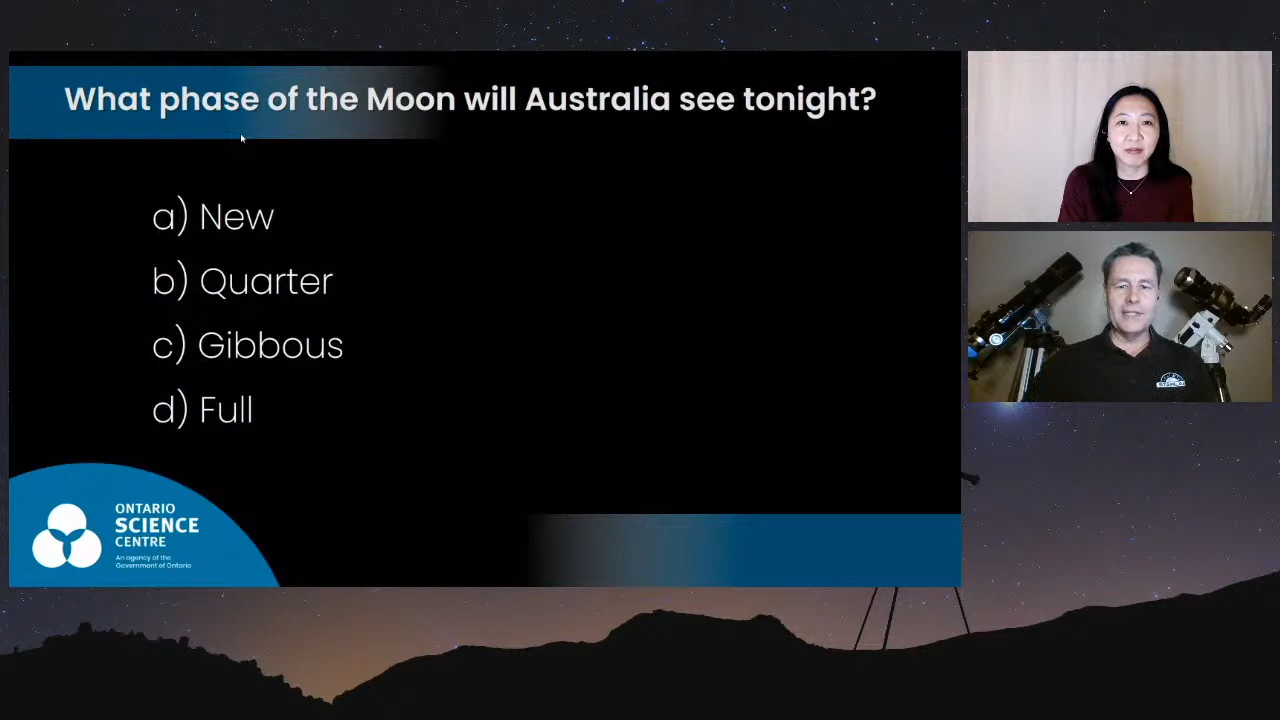 What phase of the Moon will Australia see tonight?
a) New
b) Quarter
c) Gibbous
d) Full
ONTARIO
SCIENCE
CENTRE
An agency of the
Government of Ontario